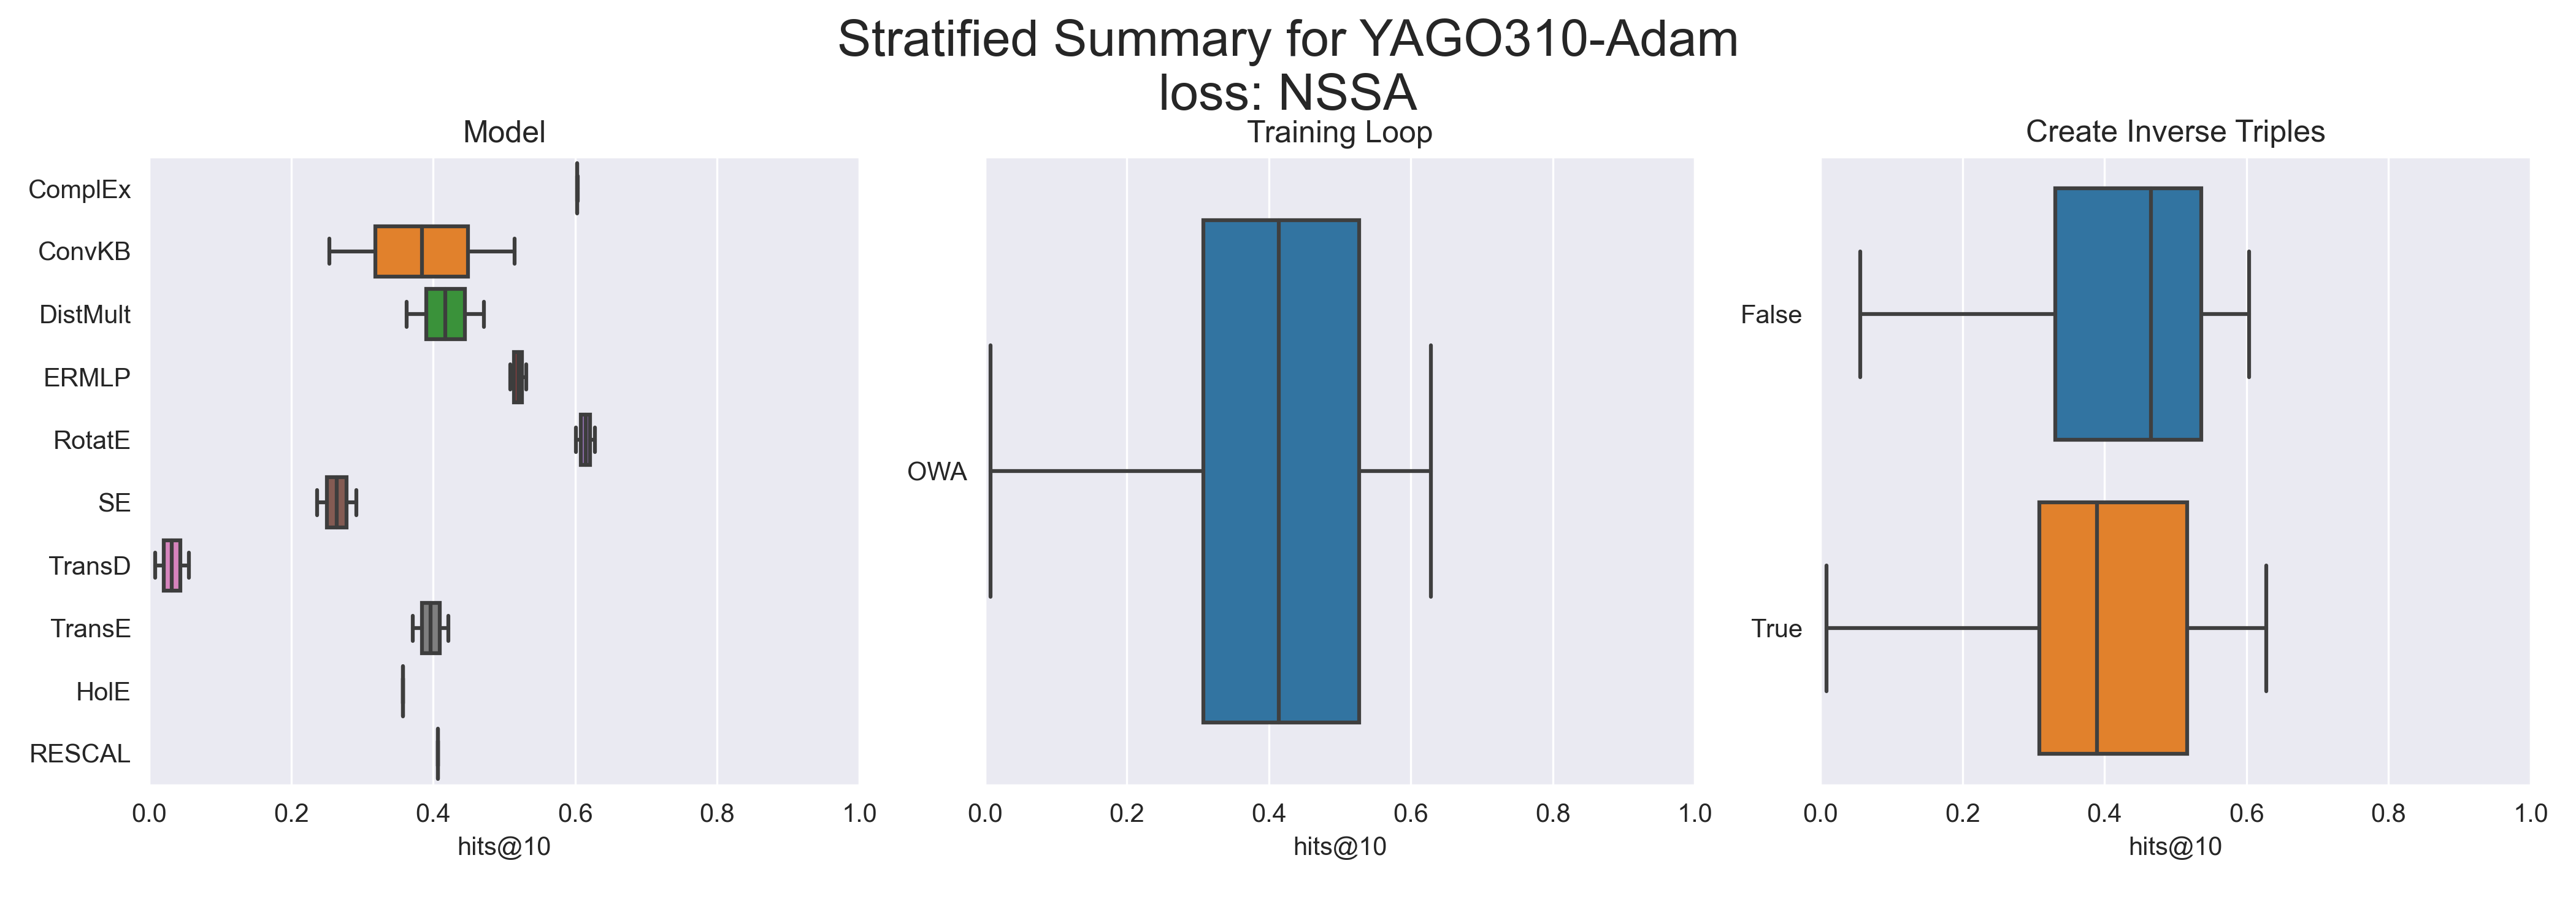 Stratified Summary for YAGO310-Adam
loss: NSSA
Model
ComplEx
ConvKB
DistMult
ERMLP
RotatE
SE
TransD
TransE
HolE
RESCAL
0.0 0.2 0.4 0.6 0.8 1.0
hits@10
Training Loop
OWA
0.0 0.2 0.4 0.6 0.8 1.0
hits@10
Create Inverse Triples
False
True
0.0 0.2 0.4 0.6 0.8 1.0
hits@10